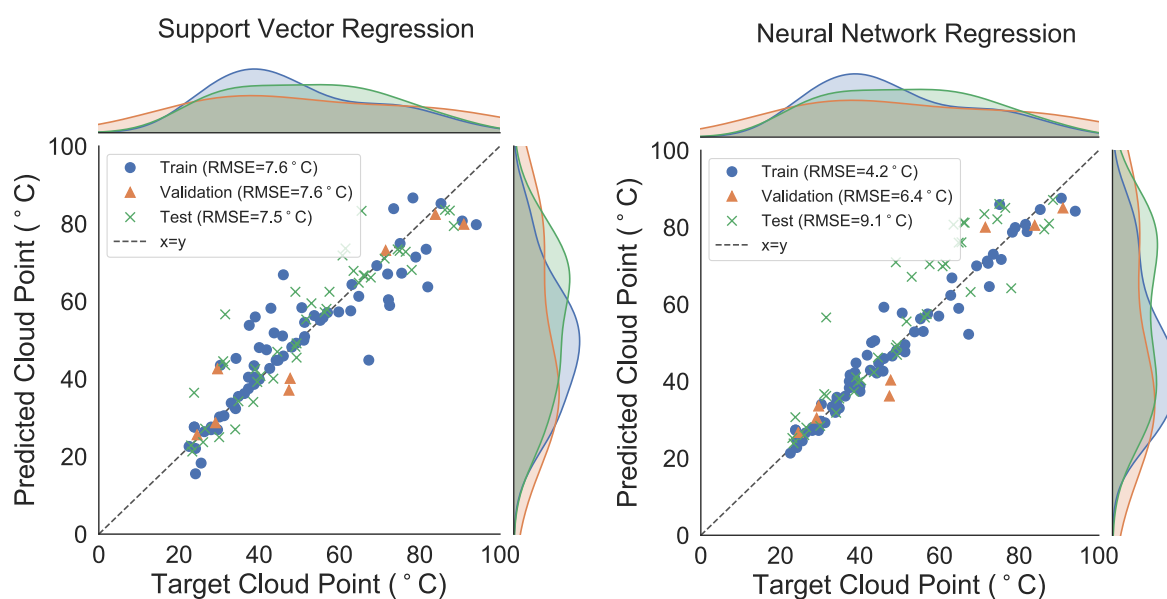 Support Vector Regression
Predicted Cloud Point (°C)
100
80
60
40
20
0
Train (RMSE=7.6°C)
Validation (RMSE=7.6°C)
Test (RMSE=7.5°C)
x=y
0 20 40 60 80 100
Target Cloud Point (°C)
Neural Network Regression
Predicted Cloud Point (°C)
100
80
60
40
20
0
Train (RMSE=4.2°C)
Validation (RMSE=6.4°C)
Test (RMSE=9.1°C)
x=y
0 20 40 60 80 100
Target Cloud Point (°C)